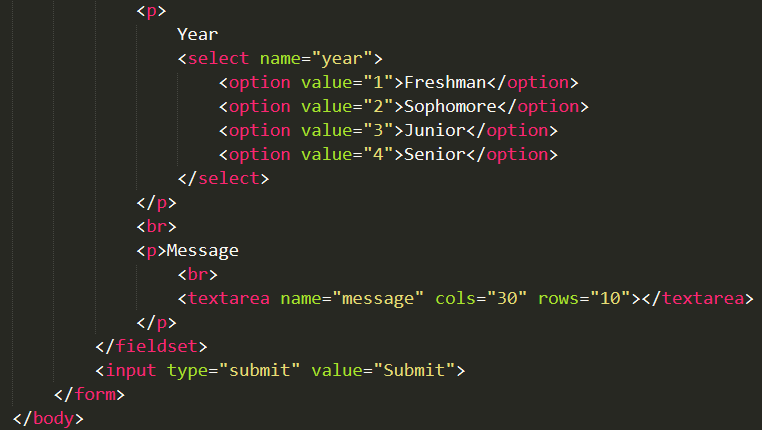 <p>
Year
<select name="year">
<option value="1">Freshman</option>
<option value="2">Sophomore</option>
<option value="3">Junior</option>
<option value="4">Senior</option>
</select>
</p>
<br>
<p>Message
<br>
<textarea name="message" cols="30" rows="10"></textarea>
</p>
</fieldset>
<input type="submit" value="Submit">
</form>
</body>